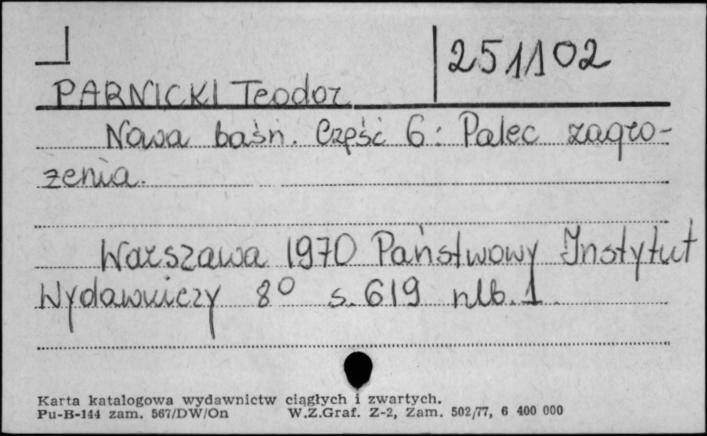 251102
PARNICKI Teodor
Nowa baśń. Część 6: Palec zagro-
żenia.
Warszawa 1970 Państwowy Instytut
Wydawniczy 8° s. 619 nlb. 1
Karta katalogowa wydawnictw ciągłych i zwartych.
Pu-B-144 zam. 567/DW/On W.Z.Graf. Z-2, Zam. 502/77, 6 400 000